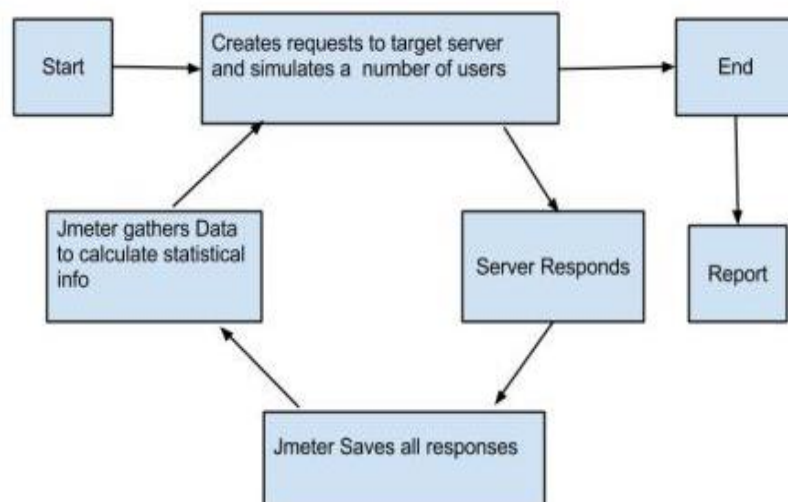 Start
Creates requests to target server
and simulates a number of users
End
Jmeter gathers Data
to calculate statistical
info
Server Responds
Report
Jmeter Saves all responses